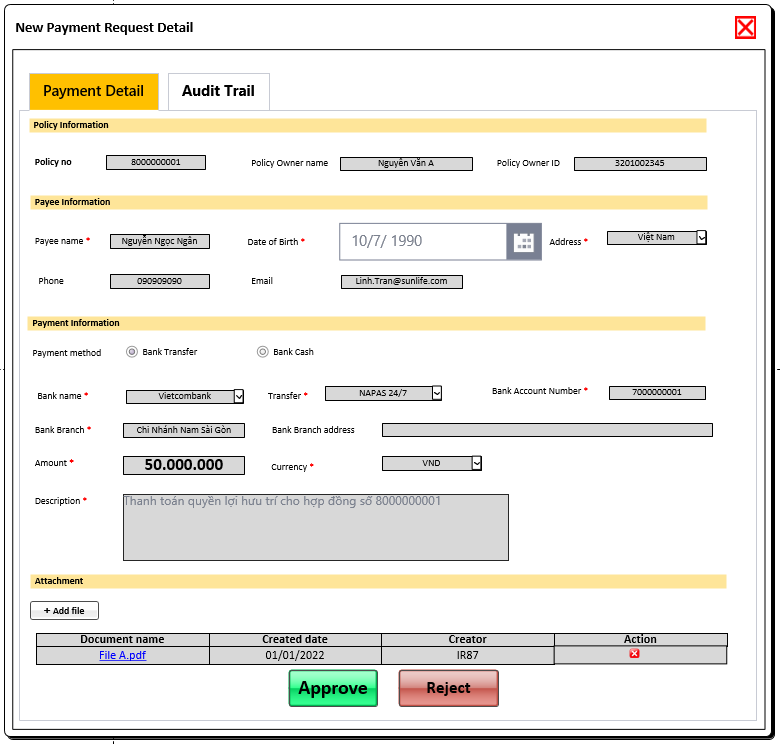 New Payment Request Detail
Payment Detail Audit Trail
Policy Information
Policy no 8000000001 Policy Owner name Nguyễn Văn A Policy Owner ID 3201002345
Payee Information
Payee name * Nguyễn Ngọc Ngân Date of Birth * 10/7/ 1990 Address * Việt Nam
Phone 090909090 Email Linh.Tran@sunlife.com
Payment Information
Payment method Bank Transfer Bank Cash
Bank name * Vietcombank Transfer * NAPAS 24/7 Bank Account Number * 7000000001
Bank Branch * Chi Nhánh Nam Sài Gòn Bank Branch address
Amount * 50.000.000 Currency * VND
Description * Thanh toán quyền lợi hưu trí cho hợp đồng số 8000000001
Attachment
+ Add file
Document name Created date Creator Action
File A.pdf 01/01/2022 IR87
Approve Reject